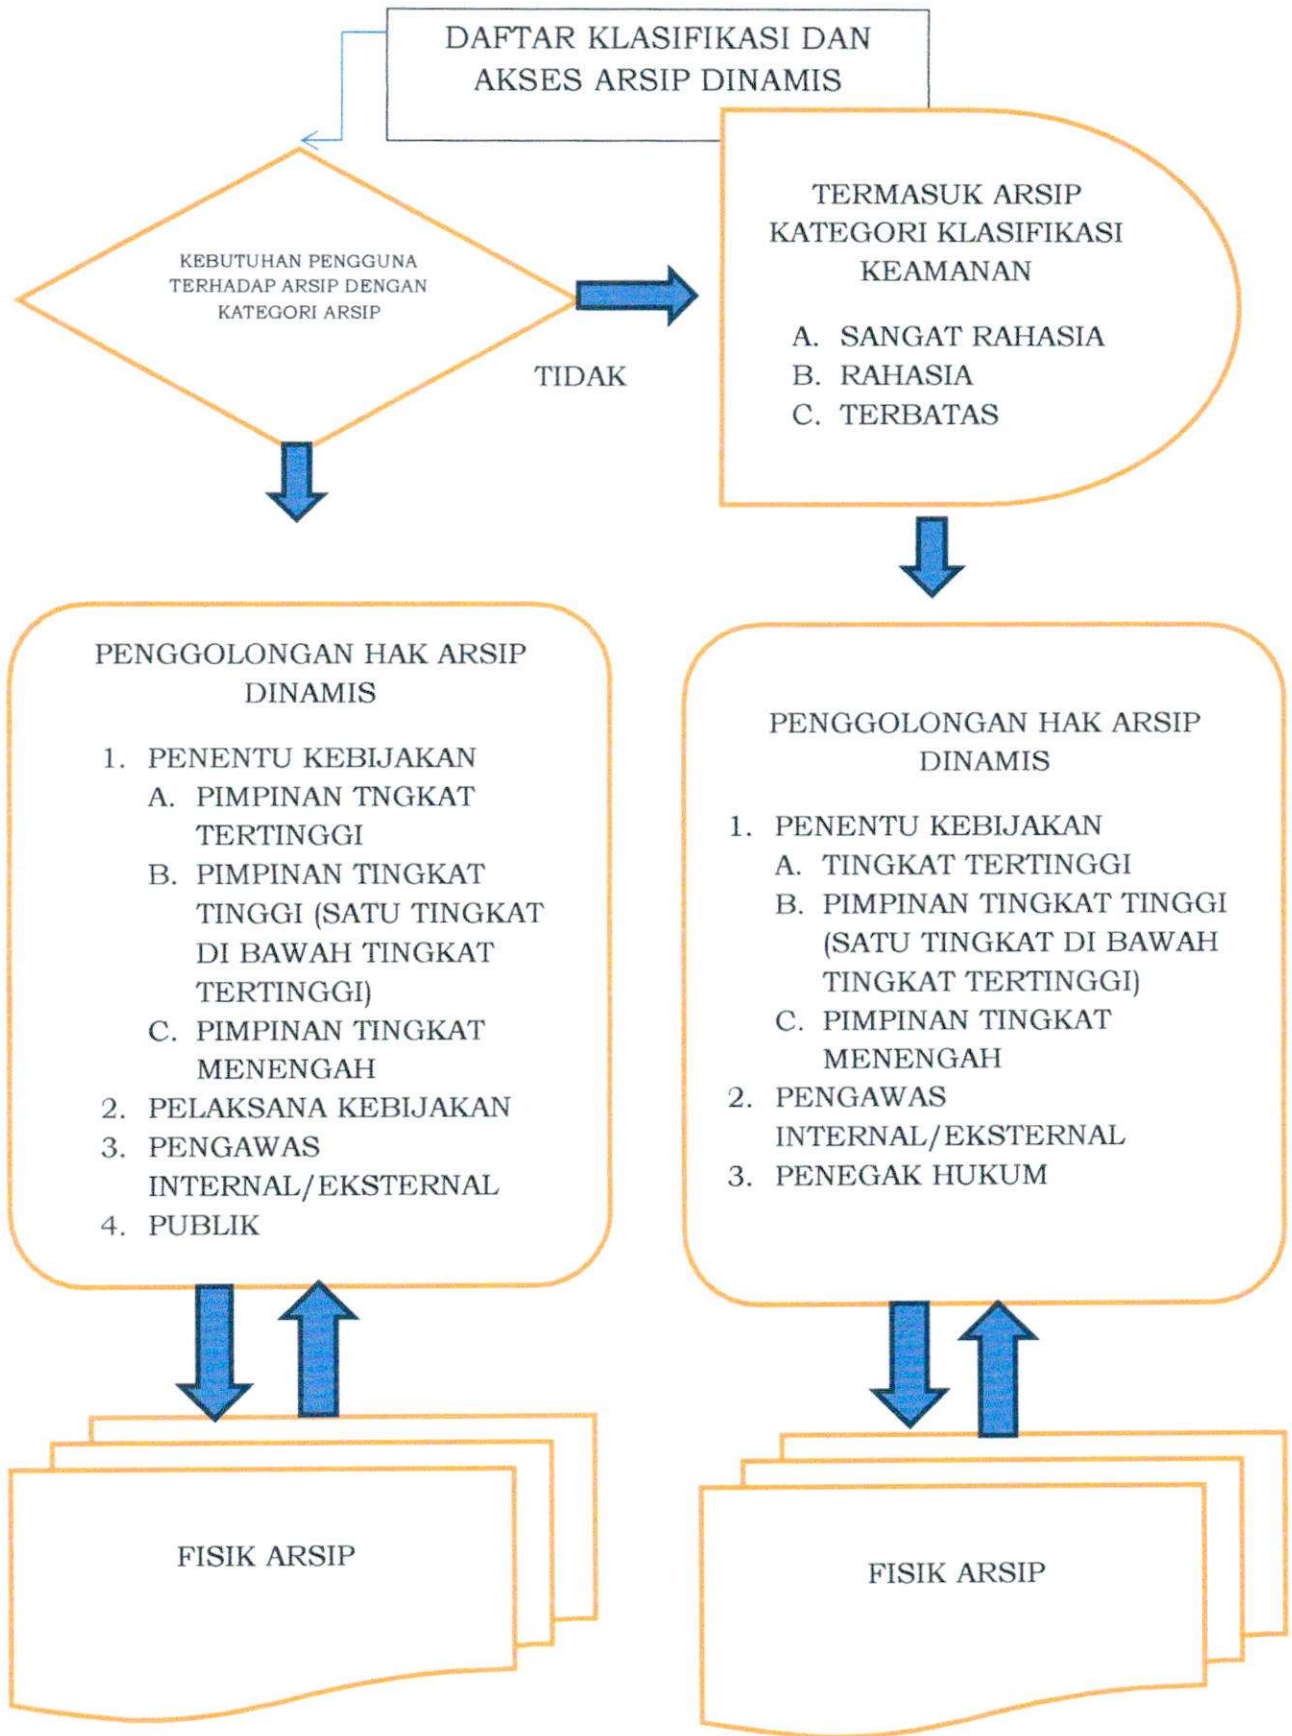 DAFTAR KLASIFIKASI DAN
AKSES ARSIP DINAMIS
KEBUTUHAN PENGGUNA
TERHADAP ARSIP DENGAN
KATEGORI ARSIP
TIDAK
TERMASUK ARSIP
KATEGORI KLASIFIKASI
KEAMANAN
A. SANGAT RAHASIA
B. RAHASIA
C. TERBATAS
PENGGOLONGAN HAK ARSIP
DINAMIS
1. PENENTU KEBIJAKAN
A. PIMPINAN TNGKAT
TERTINGGI
B. PIMPINAN TINGKAT
TINGGI (SATU TINGKAT
DI BAWAH TINGKAT
TERTINGGI)
C. PIMPINAN TINGKAT
MENENGAH
2. PELAKSANA KEBIJAKAN
3. PENGAWAS
INTERNAL/EKSTERNAL
4. PUBLIK
PENGGOLONGAN HAK ARSIP
DINAMIS
1. PENENTU KEBIJAKAN
A. TINGKAT TERTINGGI
B. PIMPINAN TINGKAT TINGGI
(SATU TINGKAT DI BAWAH
TINGKAT TERTINGGI)
C. PIMPINAN TINGKAT
MENENGAH
2. PENGAWAS
INTERNAL/EKSTERNAL
3. PENEGAK HUKUM
FISIK ARSIP
FISIK ARSIP